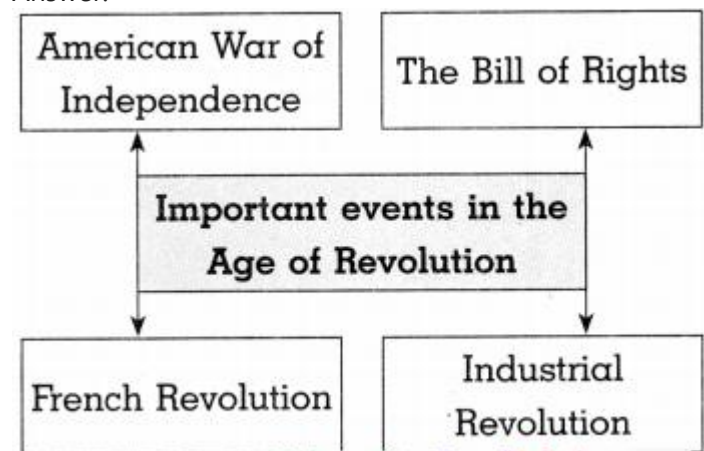 American War of
Independence
The Bill of Rights
Important events in the
Age of Revolution
French Revolution
Industrial
Revolution